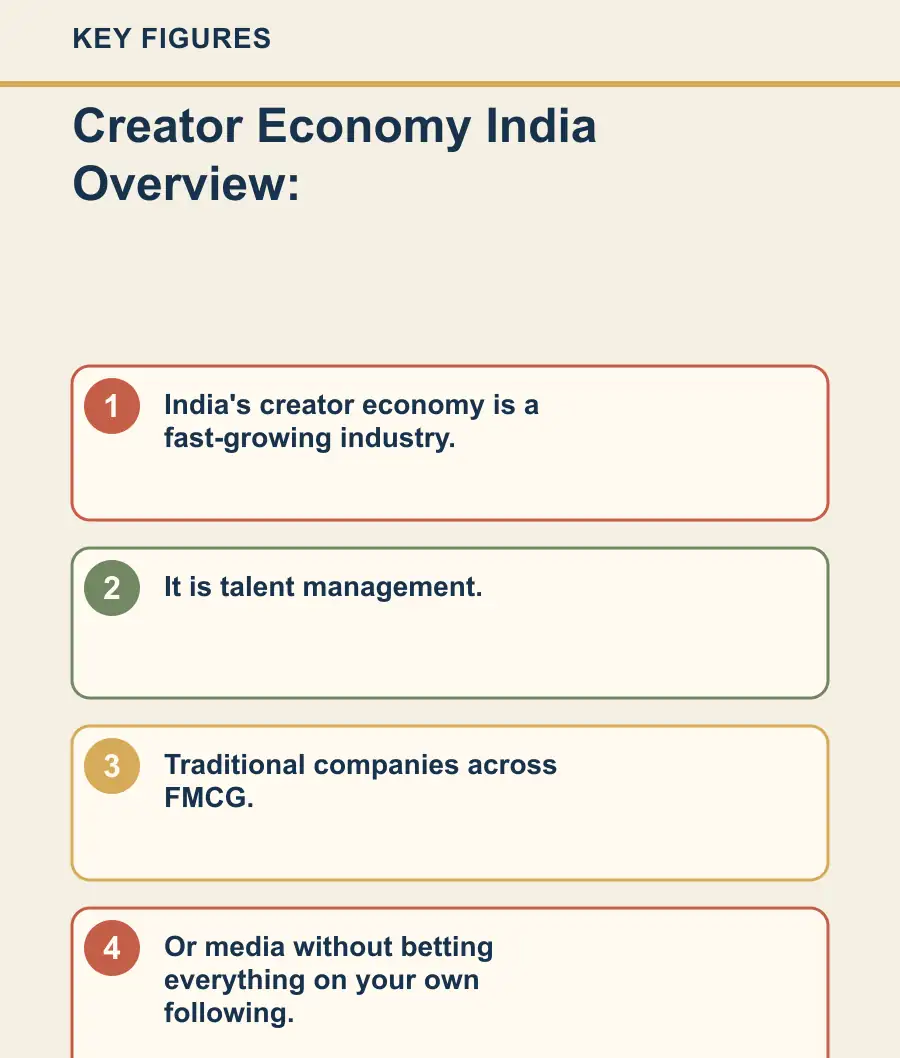 KEY FIGURES
Creator Economy India
Overview:
1
India's creator economy is a
fast-growing industry.
2
It is talent management.
3
Traditional companies across
FMCG.
4
Or media without betting
everything on your own
following.